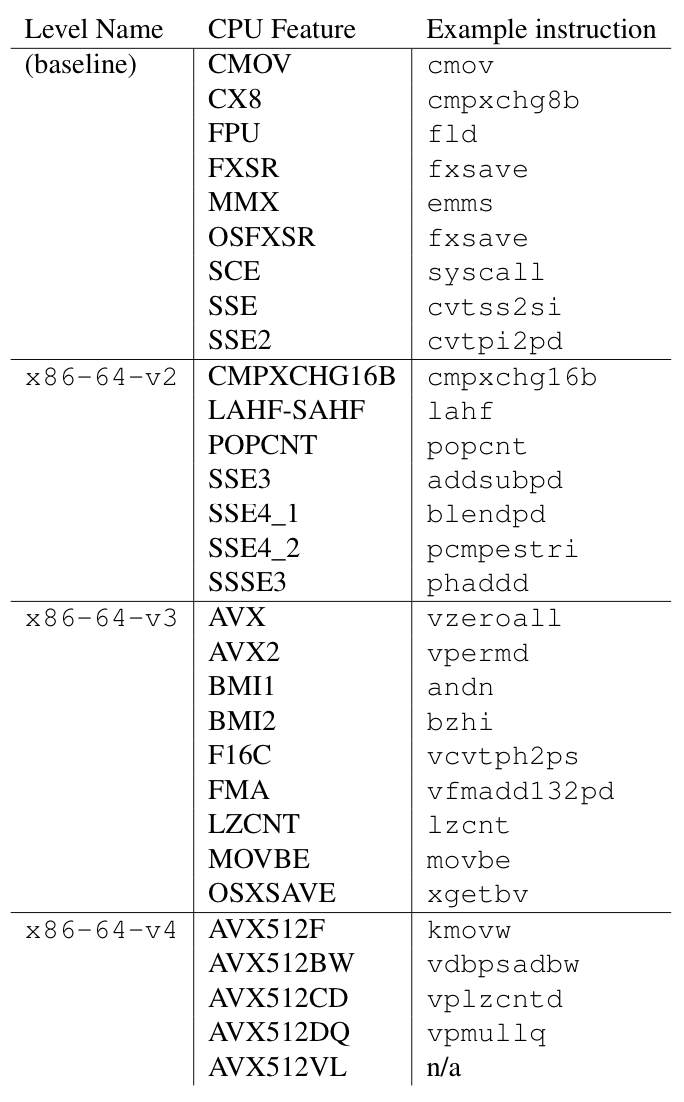 Level Name CPU Feature Example instruction
(baseline) CMOV cmov
CX8 cmpxchg8b
FPU fld
FXSR fxsave
MMX emms
OSFXSR fxsave
SCE syscall
SSE cvtss2si
SSE2 cvtpi2pd
x86-64-v2 CMPXCHG16B cmpxchg16b
LAHF-SAHF lahf
POPCNT popcnt
SSE3 addsubpd
SSE4_1 blendpd
SSE4_2 pcmpestri
SSSE3 phaddd
x86-64-v3 AVX vzeroall
AVX2 vpermd
BMI1 andn
BMI2 bzhi
F16C vcvtph2ps
FMA vfmadd132pd
LZCNT lzcnt
MOVBE movbe
OSXSAVE xgetbv
x86-64-v4 AVX512F kmovw
AVX512BW vdbpsadbw
AVX512CD vplzcntd
AVX512DQ vpmullq
AVX512VL n/a